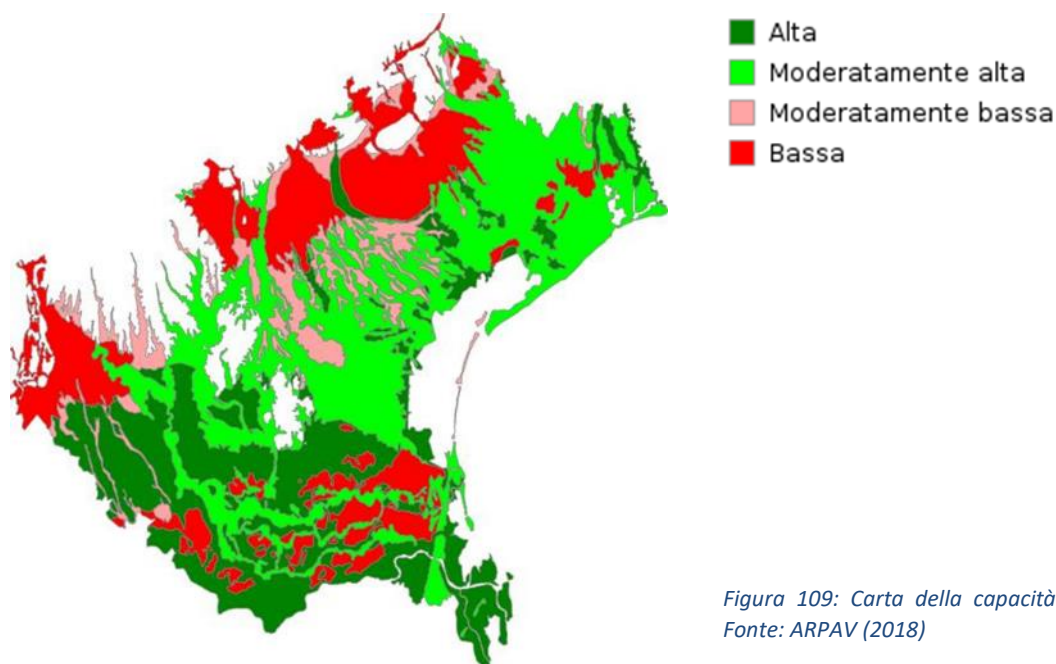 Alta
Moderatamente alta
Moderatamente bassa
Bassa
Figura 109: Carta della capacità
Fonte: ARPAV (2018)